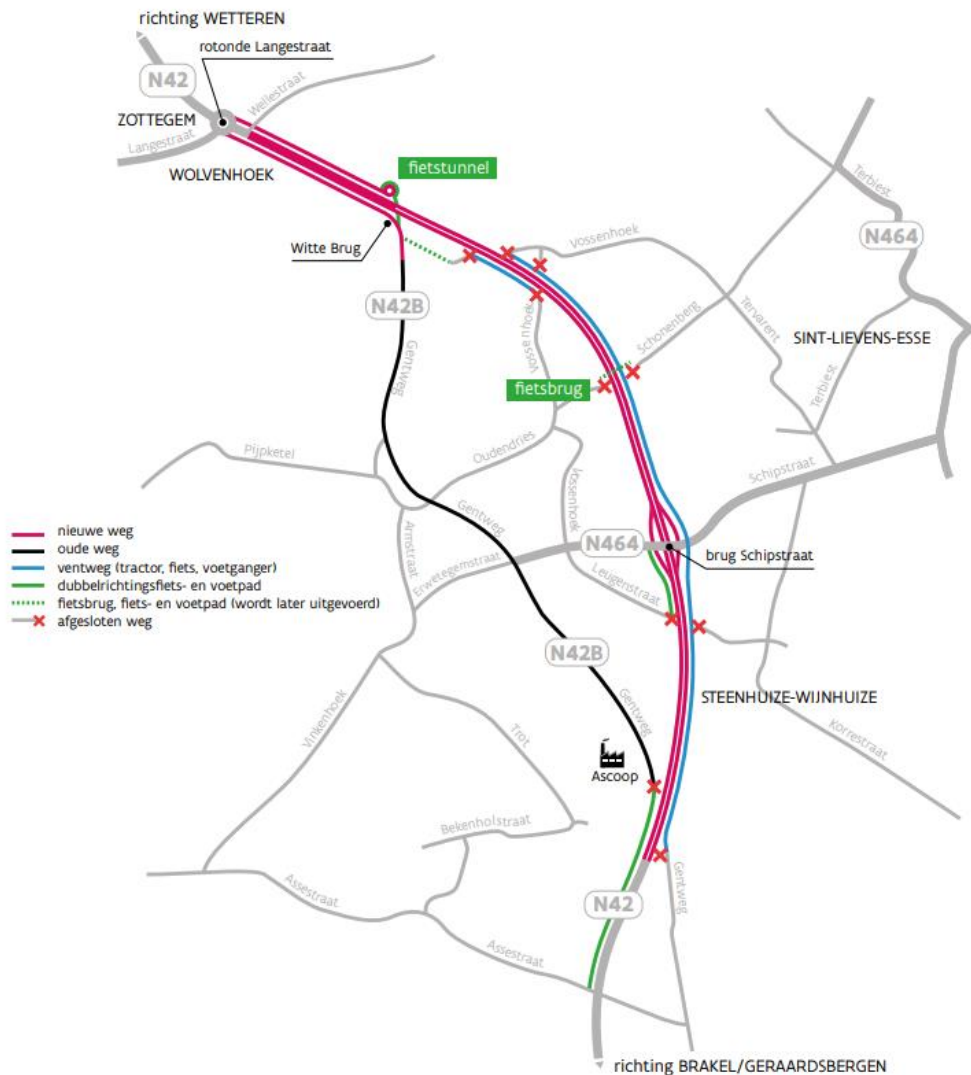 richting WETTEREN
rotonde Langestraat
N42
Wellestraat
ZOTTEGEM
Langestraat
WOLVENHOEK
fietstunnel
Terbiest
Witte Brug
Vossenhoek
N464
N42B
Gentweg
Vossenhoek
Schonenberg
Tervarent
SINT-LIEVENS-ESSE
fietsbrug
Terbiest
Pijpketel
Oudendries
Vossenhoek
Schipstraat
Gentweg
nieuwe weg
oude weg
ventweg (tractor, fiets, voetganger)
dubbelrichtingsfiets- en voetpad
fietsbrug, fiets- en voetpad (wordt later uitgevoerd)
afgesloten weg
Armstraat
Erwetegemstraat
N464
brug Schipstraat
Leugenstraat
N42B
Gentweg
STEENHUIZE-WIJNHUIZE
Korrestraat
Vinkenhoek
Trot
Ascoop
Bekenholstraat
Assestraat
N42
Gentweg
Assestraat
richting BRAKEL/GERAARDSBERGEN